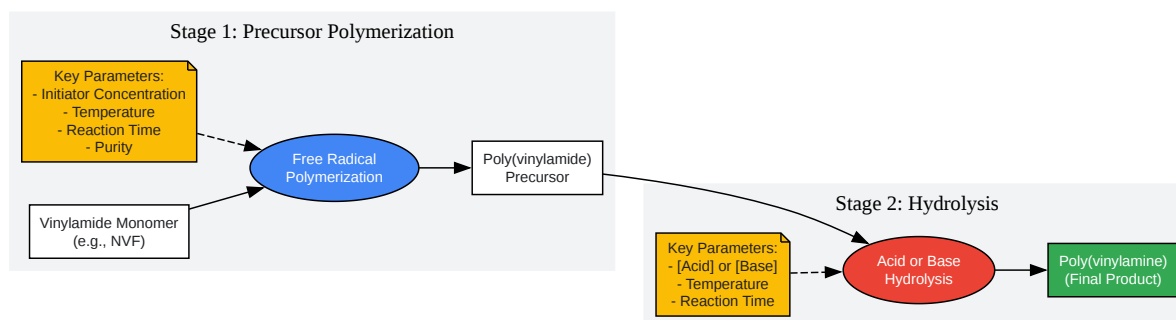 Stage 1: Precursor Polymerization
Key Parameters:
- Initiator Concentration
- Temperature
- Reaction Time
- Purity
Free Radical
Polymerization
Poly(vinylamide)
Precursor
Vinylamide Monomer
(e.g., NVF)
Stage 2: Hydrolysis
Key Parameters:
- [Acid] or [Base]
- Temperature
- Reaction Time
Acid or Base
Hydrolysis
Poly(vinylamine)
(Final Product)